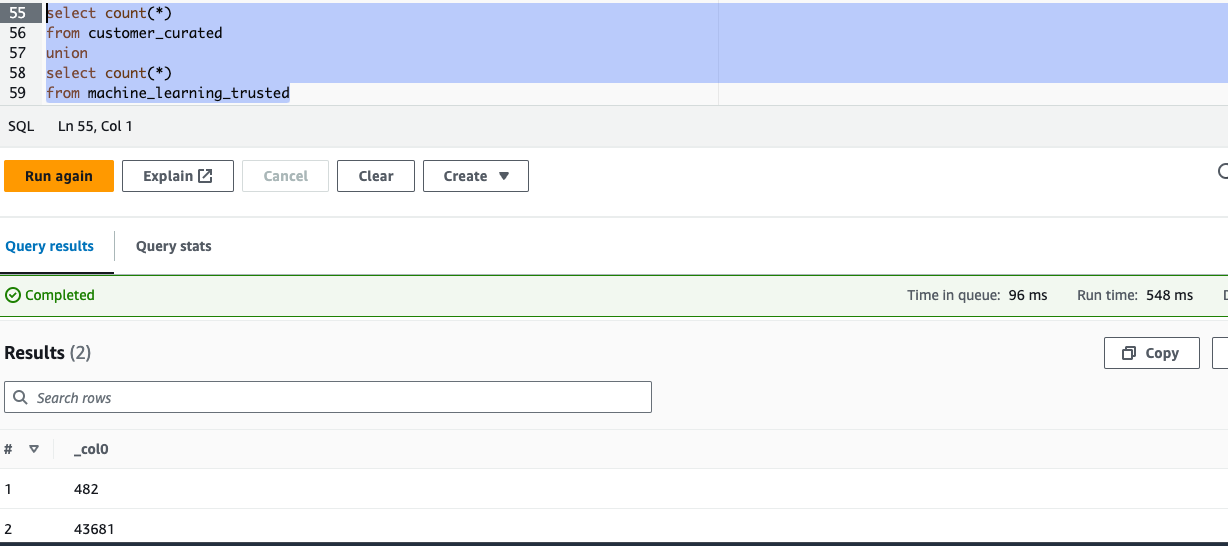 55 select count(*)
56 from customer_curated
57 union
58 select count(*)
59 from machine_learning_trusted
SQL Ln 55, Col 1
Run again Explain Cancel Clear Create
Query results Query stats
Completed Time in queue: 96 ms Run time: 548 ms
Results (2) Copy
Search rows
# _col0
1 482
2 43681